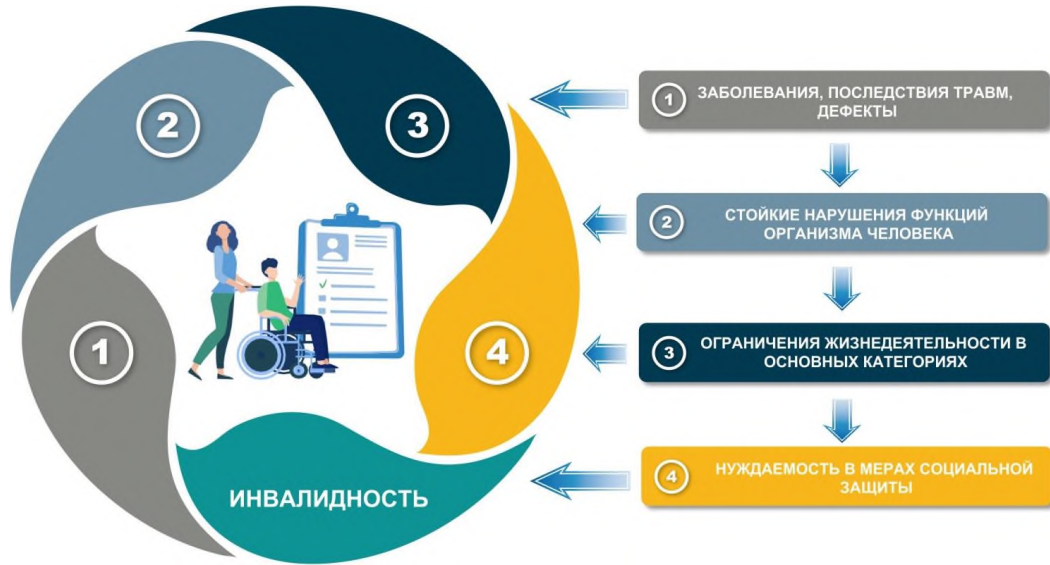 2
3
1
4
ИНВАЛИДНОСТЬ
1
ЗАБОЛЕВАНИЯ, ПОСЛЕДСТВИЯ ТРАВМ,
ДЕФЕКТЫ
2
СТОЙКИЕ НАРУШЕНИЯ ФУНКЦИЙ
ОРГАНИЗМА ЧЕЛОВЕКА
3
ОГРАНИЧЕНИЯ ЖИЗНЕДЕЯТЕЛЬНОСТИ В
ОСНОВНЫХ КАТЕГОРИЯХ
4
НУЖДАЕМОСТЬ В МЕРАХ СОЦИАЛЬНОЙ
ЗАЩИТЫ